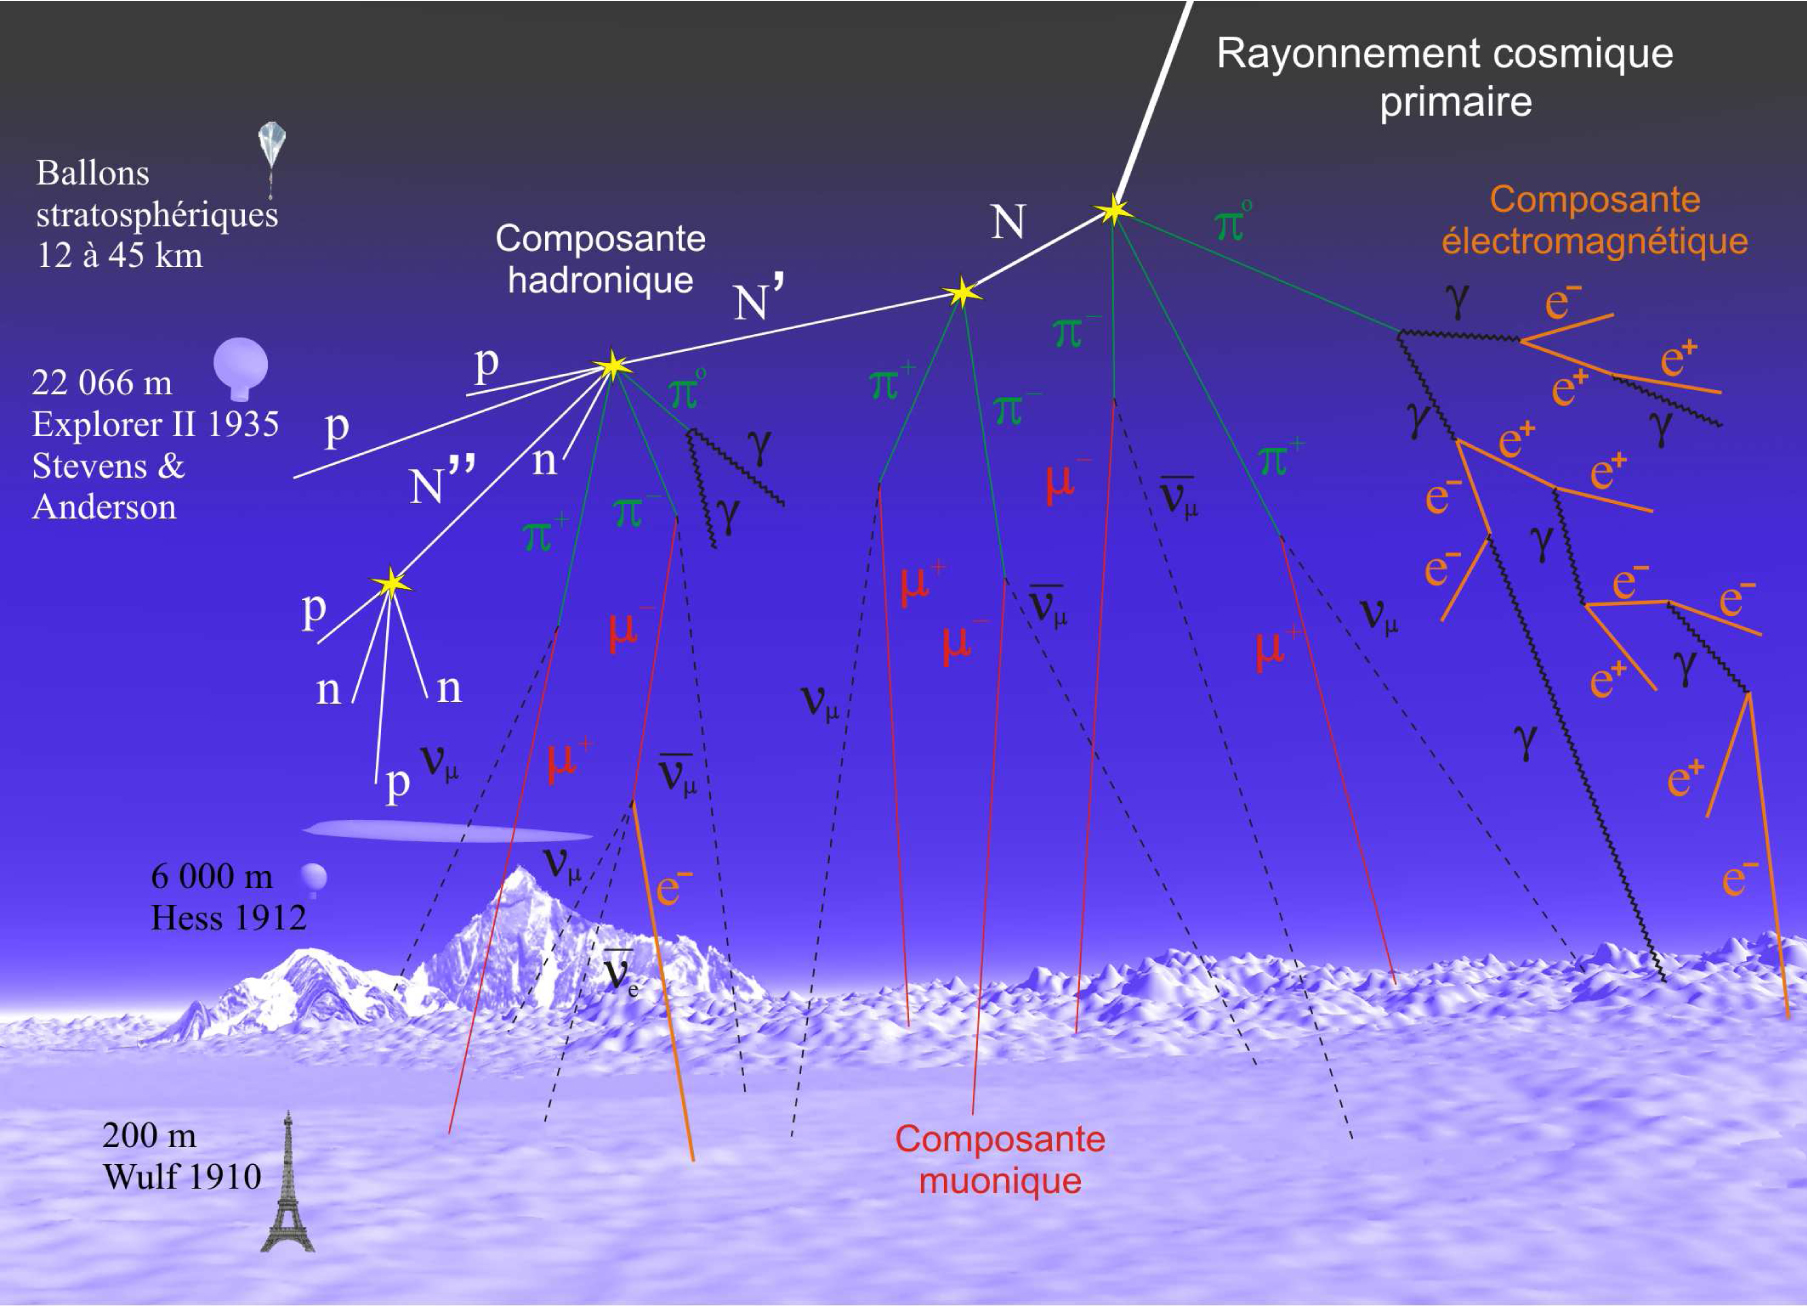 Rayonnement cosmique
primaire
Ballons
stratosphériques
12 à 45 km
Composante
hadronique
Composante
électromagnétique
N
π°
N’
γ
e⁻
e⁺
e⁺
γ
22 066 m
Explorer II 1935
Stevens &
Anderson
p
p
N’’
n
π°
γ
γ
π⁺
π⁻
π⁺
π⁻
π⁻
μ⁻
ν̅μ
π⁺
γ
e⁺
e⁺
e⁻
e⁻
γ
e⁻
e⁻
e⁺
γ
γ
e⁺
e⁻
p
n
n
p
νμ
μ⁺
μ⁻
ν̅μ
μ⁺
μ⁻
ν̅μ
νμ
μ⁺
νμ
6 000 m
Hess 1912
νμ
e⁻
ν̅e
200 m
Wulf 1910
Composante
muonique